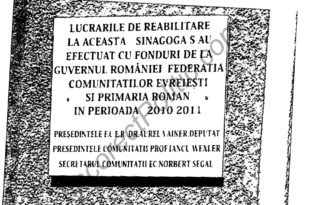 LUCRARILE DE REABILITARE
LA ACEASTA SINAGOGA S AU
EFECTUAT CU FONDURI DE LA
GUVERNUL ROMÂNIEI FEDERATIA
COMUNITATILOR EVREIESTI
SI PRIMARIA ROMAN
IN PERIOADA 2010 2011
PRESEDINTELE DR AUREL VAINER DEPUTAT
PRESEDINTELE COMUNITATII PROF IANCU WEXLER
SECRETARUL COMUNITATII EC NORBERT SEGAL